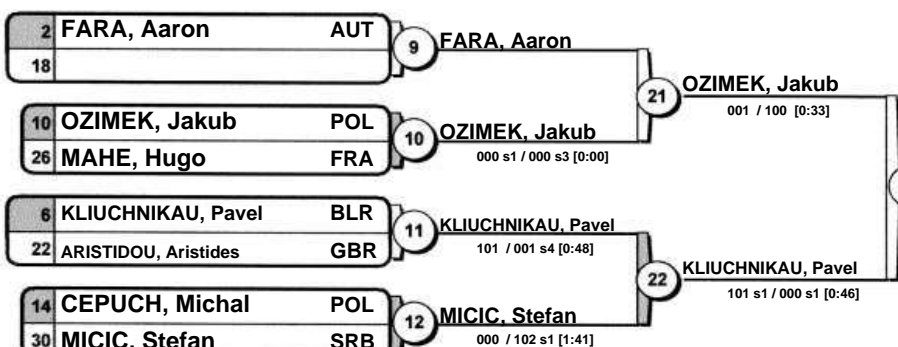 2 FARA, Aaron AUT
18
9 FARA, Aaron
10 OZIMEK, Jakub POL
26 MAHE, Hugo FRA
10 OZIMEK, Jakub
000 s1 / 000 s3 [0:00]
21 OZIMEK, Jakub
001 / 100 [0:33]
6 KLIUCHNIKAU, Pavel BLR
22 ARISTIDOU, Aristides GBR
11 KLIUCHNIKAU, Pavel
101 / 001 s4 [0:48]
14 CEPUCH, Michal POL
30 MICIC, Stefan SRB
12 MICIC, Stefan
000 / 102 s1 [1:41]
22 KLIUCHNIKAU, Pavel
101 s1 / 000 s1 [0:46]